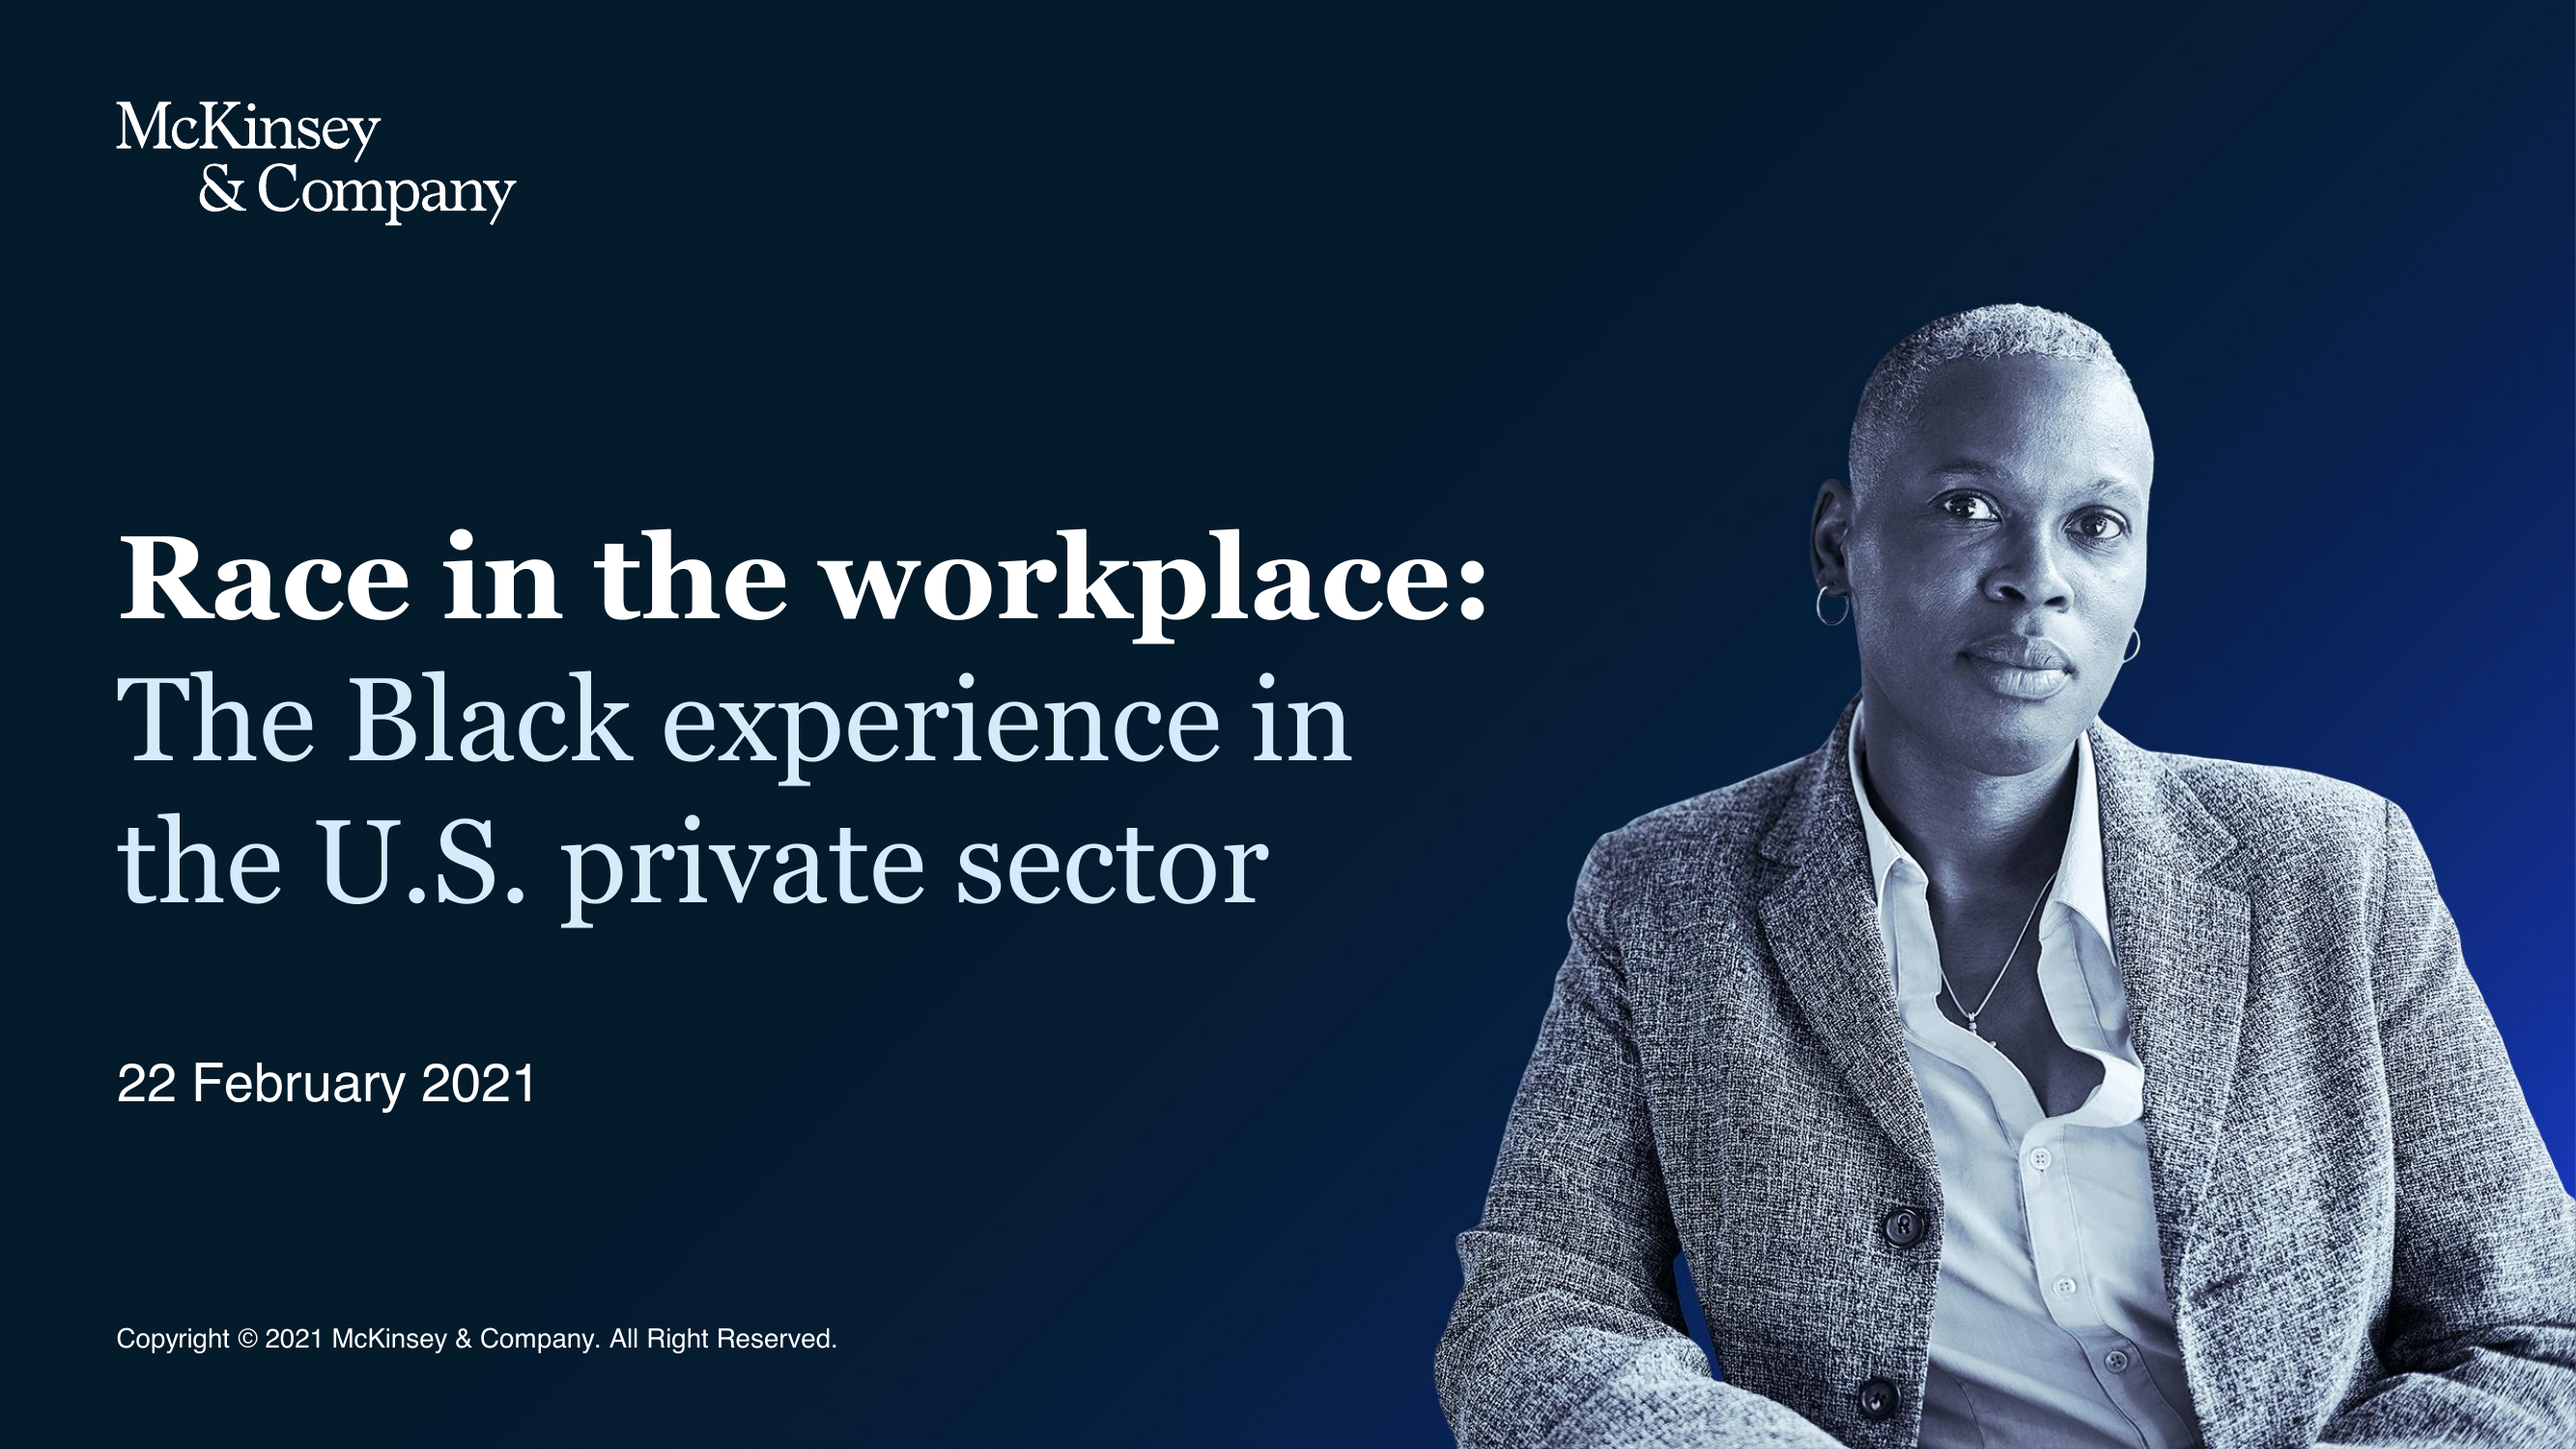 McKinsey
& Company
Race in the workplace:
The Black experience in
the U.S. private sector
22 February 2021
Copyright © 2021 McKinsey & Company. All Right Reserved.